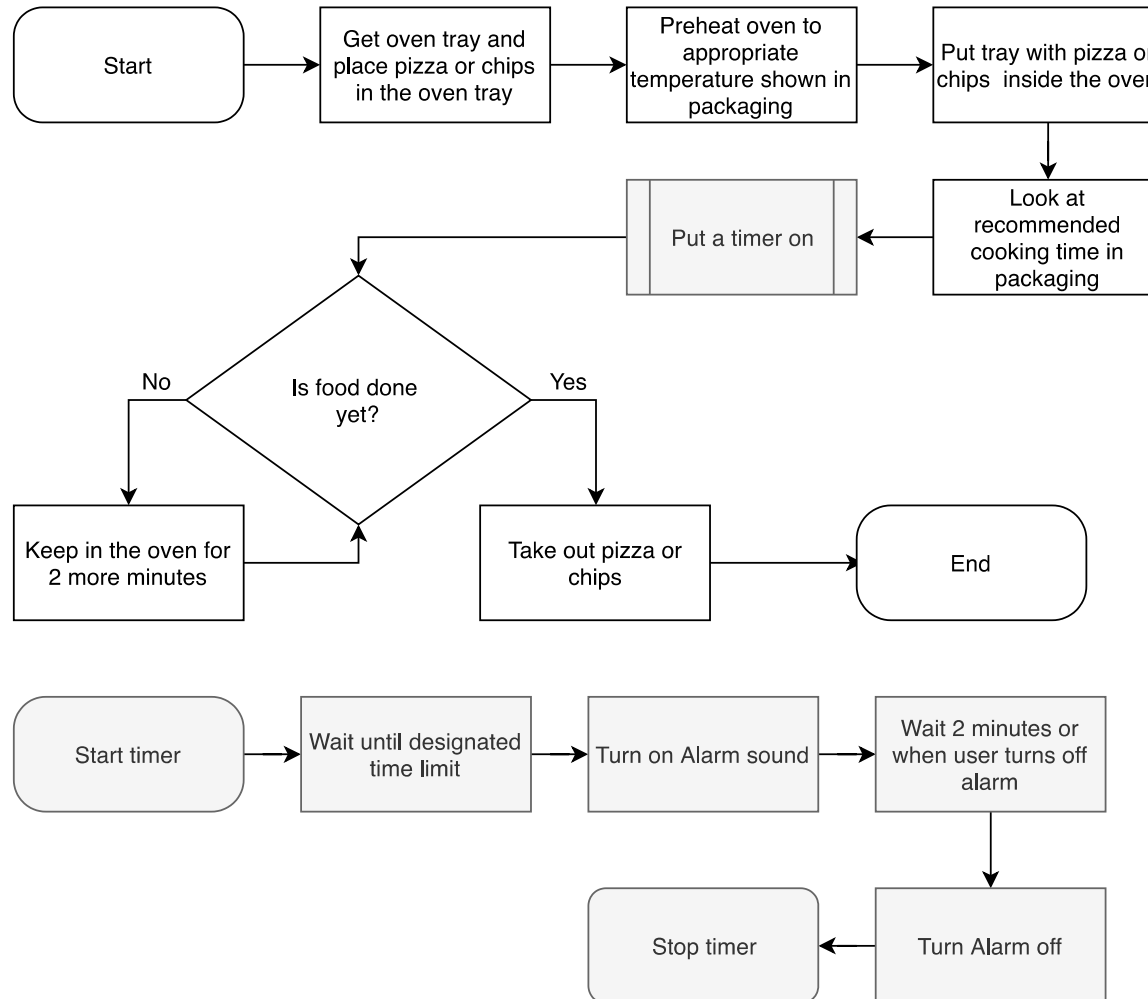 Start
Get oven tray and
place pizza or chips
in the oven tray
Preheat oven to
appropriate
temperature shown in
packaging
Put tray with pizza or
chips  inside the oven
Look at
recommended
cooking time in
packaging
Put a timer on
Is food done
yet?
No
Yes
Keep in the oven for
2 more minutes
Take out pizza or
chips
End
Start timer
Wait until designated
time limit
Turn on Alarm sound
Wait 2 minutes or
when user turns off
alarm
Turn Alarm off
Stop timer